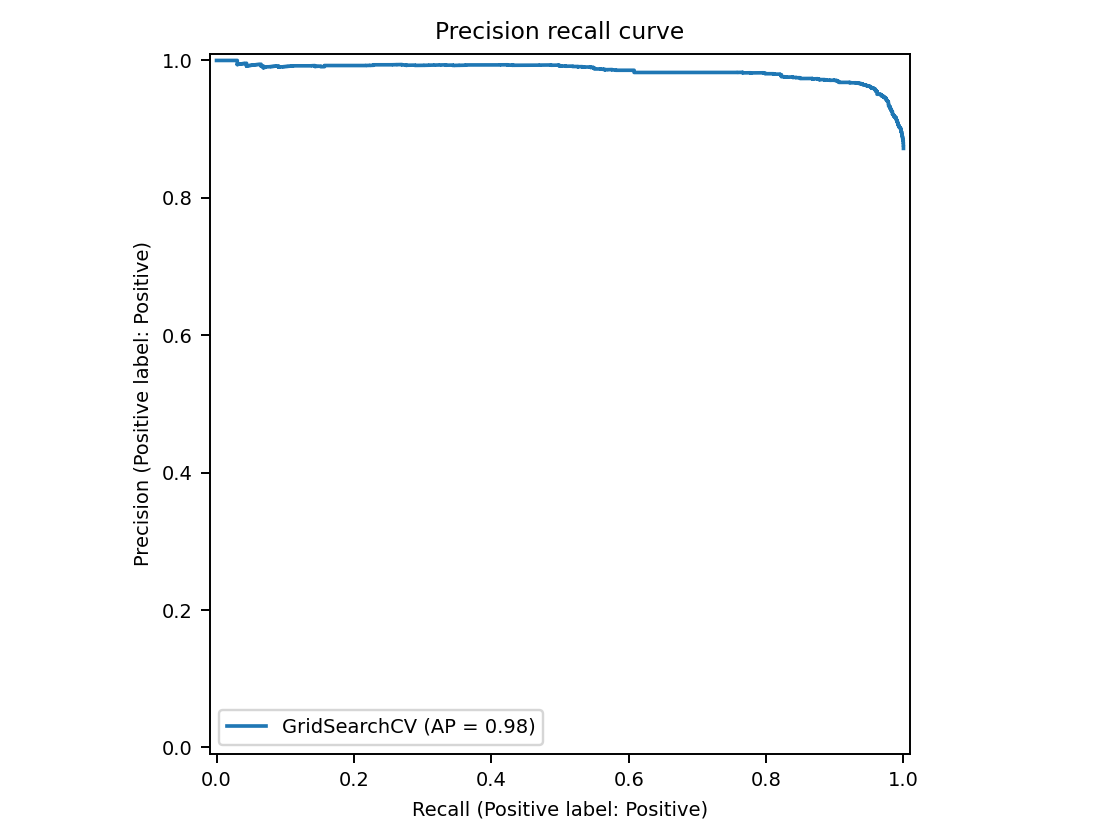 Precision recall curve
1.0
0.8
0.6
0.4
0.2
0.0
Precision (Positive label: Positive)
GridSearchCV (AP = 0.98)
0.0 0.2 0.4 0.6 0.8 1.0
Recall (Positive label: Positive)